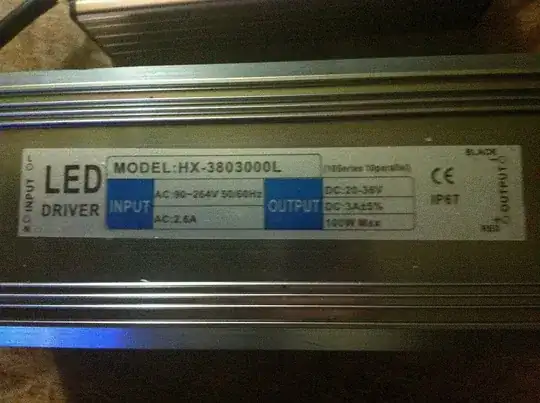 LED
DRIVER
INPUT
L
N
MODEL:HX-3803000L
(10Series 10parallel)
INPUT
AC:90~264V 50/60Hz
AC:2.6A
OUTPUT
DC:20-38V
DC:3A±5%
100W Max
CE
IP67
BLACK
OUTPUT
RED